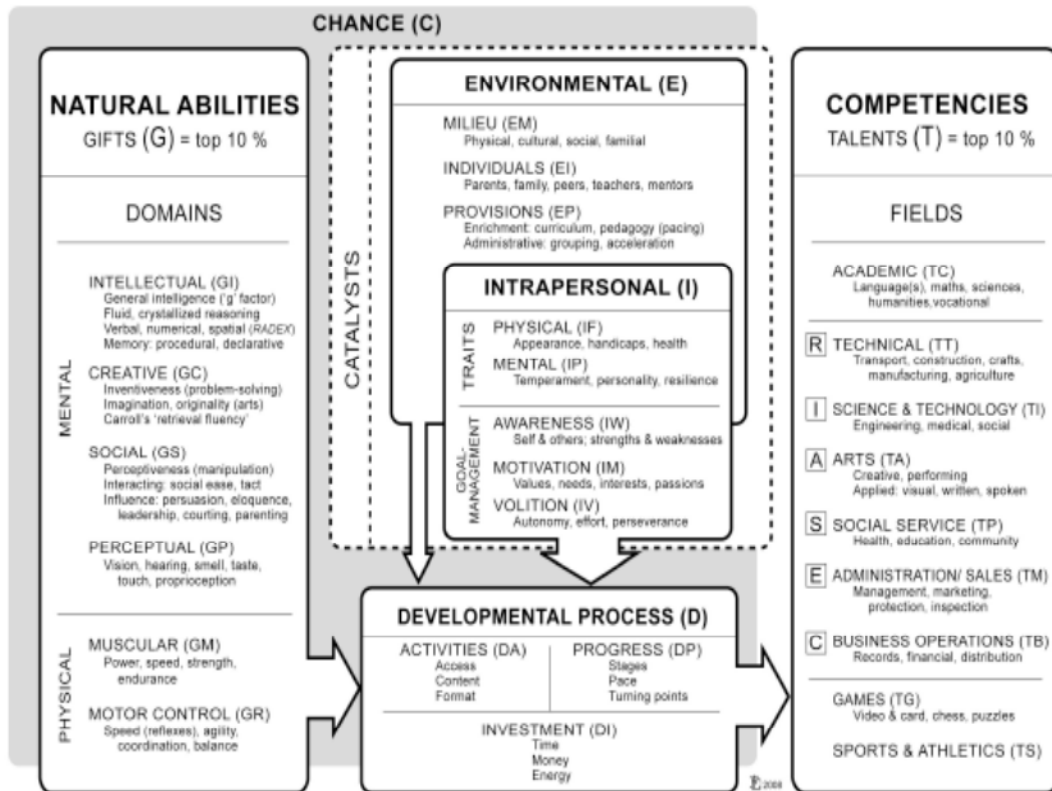 CHANCE (C)
NATURAL ABILITIES
GIFTS (G) = top 10 %
DOMAINS
MENTAL
INTELLECTUAL (GI)
General intelligence ('g' factor)
Fluid, crystallized reasoning
Verbal, numerical, spatial (RADEX)
Memory: procedural, declarative
CREATIVE (GC)
Inventiveness (problem-solving)
Imagination, originality (arts)
Carroll's 'retrieval fluency'
SOCIAL (GS)
Perceptiveness (manipulation)
Interacting: social ease, tact
Influence: persuasion, eloquence,
leadership, courting, parenting
PERCEPTUAL (GP)
Vision, hearing, smell, taste,
touch, proprioception
PHYSICAL
MUSCULAR (GM)
Power, speed, strength,
endurance
MOTOR CONTROL (GR)
Speed (reflexes), agility,
coordination, balance
CATALYSTS
ENVIRONMENTAL (E)
MILIEU (EM)
Physical, cultural, social, familial
INDIVIDUALS (EI)
Parents, family, peers, teachers, mentors
PROVISIONS (EP)
Enrichment: curriculum, pedagogy (pacing)
Administrative: grouping, acceleration
INTRAPERSONAL (I)
TRAITS
PHYSICAL (IF)
Appearance, handicaps, health
MENTAL (IP)
Temperament, personality, resilience
GOAL-
MANAGEMENT
AWARENESS (IW)
Self & others; strengths & weaknesses
MOTIVATION (IM)
Values, needs, interests, passions
VOLITION (IV)
Autonomy, effort, perseverance
DEVELOPMENTAL PROCESS (D)
ACTIVITIES (DA)
Access
Content
Format
PROGRESS (DP)
Stages
Pace
Turning points
INVESTMENT (DI)
Time
Money
Energy
2008
COMPETENCIES
TALENTS (T) = top 10 %
FIELDS
ACADEMIC (TC)
Language(s), maths, sciences,
humanities,vocational
R TECHNICAL (TT)
Transport, construction, crafts,
manufacturing, agriculture
I SCIENCE & TECHNOLOGY (TI)
Engineering, medical, social
A ARTS (TA)
Creative, performing
Applied: visual, written, spoken
S SOCIAL SERVICE (TP)
Health, education, community
E ADMINISTRATION/ SALES (TM)
Management, marketing,
protection, inspection
C BUSINESS OPERATIONS (TB)
Records, financial, distribution
GAMES (TG)
Video & card, chess, puzzles
SPORTS & ATHLETICS (TS)